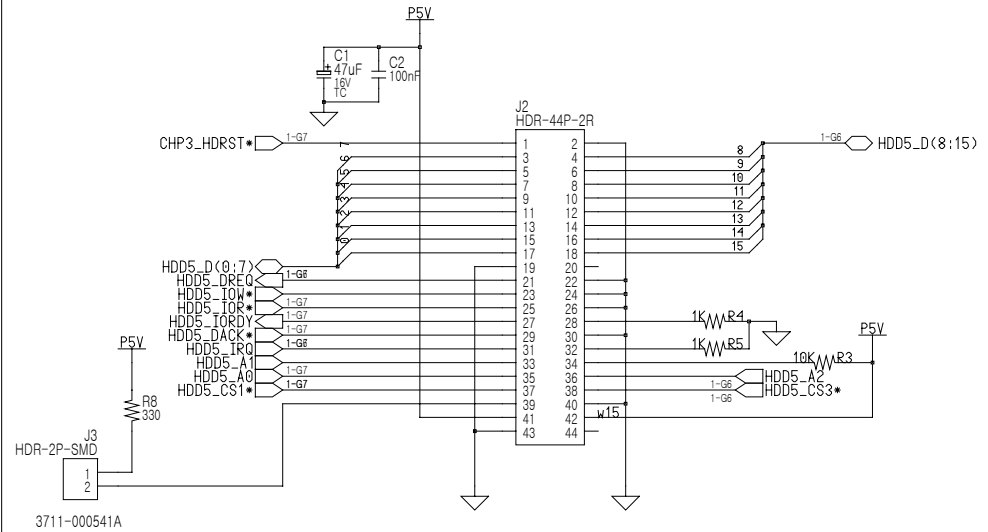 P5V
C1
47uF
16V
TC
C2
100nF
J2
HDR-44P-2R
CHP3_HDRST* 1-G7
7
6
5
4
3
2
1
0
1 2
3 4
5 6
7 8
9 10
11 12
13 14
15 16
17 18
19 20
21 22
23 24
25 26
27 28
29 30
31 32
33 34
35 36
37 38
39 40
41 42
43 44
8
9
10
11
12
13
14
15
1-G6 HDD5_D(8:15)
HDD5_D(0:7)
HDD5_DREQ
HDD5_IOW* 1-G7
HDD5_IOR* 1-G7
HDD5_IORDY 1-G7
HDD5_DACK* 1-G7
HDD5_IRQ
HDD5_A1
HDD5_A0 1-G7
HDD5_CS1* 1-G7
1K R4
1K R5
P5V
10K R3
HDD5_A2
1-G6 HDD5_CS3*
1-G6
W15
P5V
R8
330
J3
HDR-2P-SMD
1
2
3711-000541A